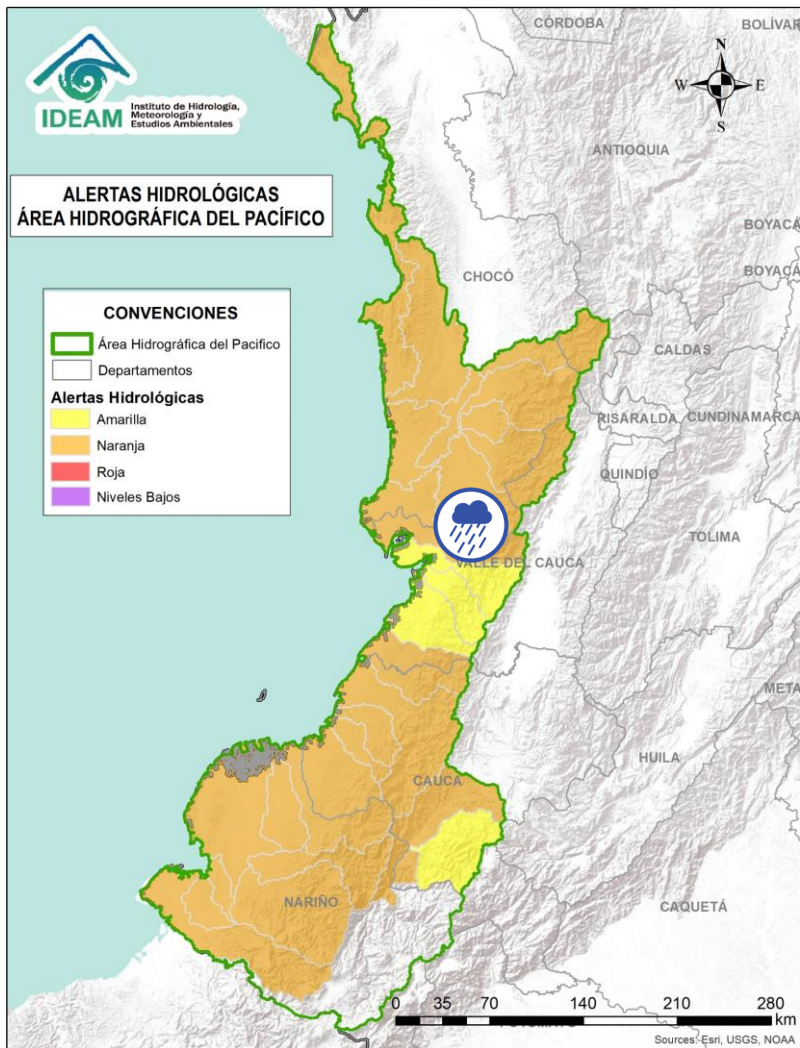 CÓRDOBA
BOLÍVAR
N
W
E
S
IDEAM
Instituto de Hidrología,
Meteorología y
Estudios Ambientales
ANTIOQUIA
ALERTAS HIDROLÓGICAS
ÁREA HIDROGRÁFICA DEL PACÍFICO
BOYACÁ
BOYACÁ
CHOCÓ
CONVENCIONES
Área Hidrográfica del Pacifico
Departamentos
Alertas Hidrológicas
Amarilla
Naranja
Roja
Niveles Bajos
CALDAS
RISARALDA
CUNDINAMARCA
QUINDÍO
TOLIMA
VALLE DEL CAUCA
META
HUILA
CAUCA
NARIÑO
CAQUETÁ
0 35 70 140 210 280
km
Sources: Esri, USGS, NOAA